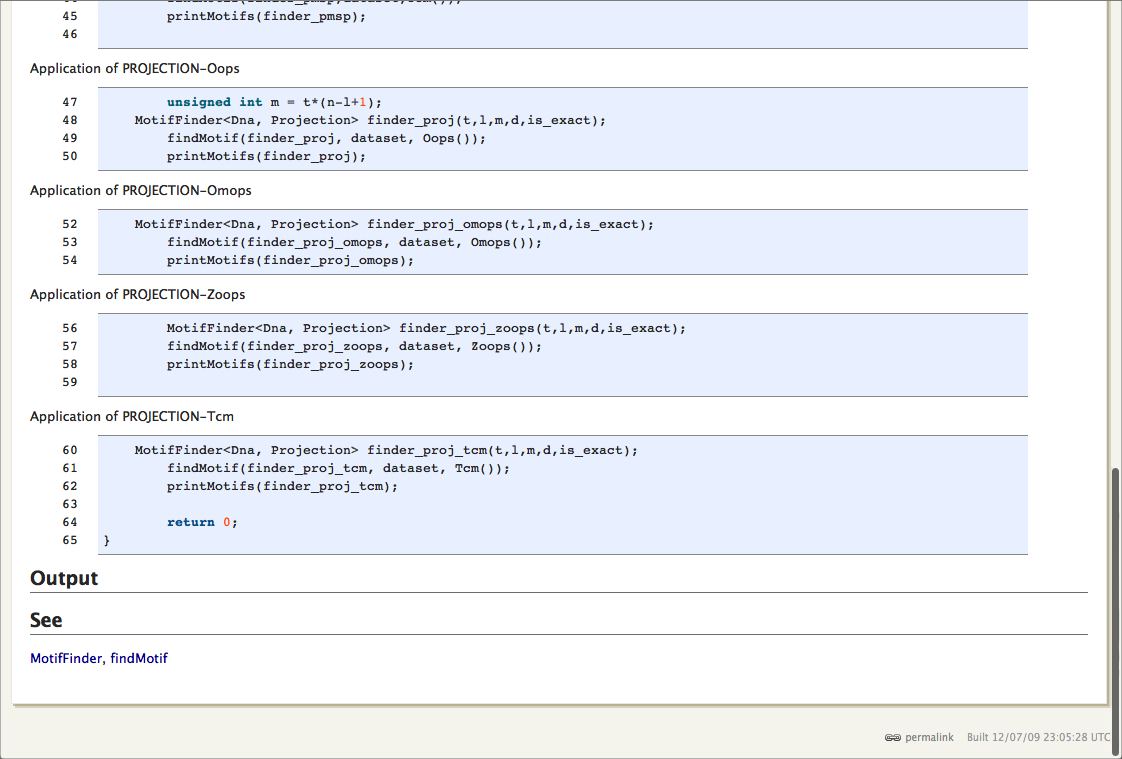 45 printMotifs(finder_pmsp);
46
Application of PROJECTION-Oops
47 unsigned int m = t*(n-l+1);
48 MotifFinder<Dna, Projection> finder_proj(t,l,m,d,is_exact);
49 findMotif(finder_proj, dataset, Oops());
50 printMotifs(finder_proj);
Application of PROJECTION-Omops
52 MotifFinder<Dna, Projection> finder_proj_omops(t,l,m,d,is_exact);
53 findMotif(finder_proj_omops, dataset, Omops());
54 printMotifs(finder_proj_omops);
Application of PROJECTION-Zoops
56 MotifFinder<Dna, Projection> finder_proj_zoops(t,l,m,d,is_exact);
57 findMotif(finder_proj_zoops, dataset, Zoops());
58 printMotifs(finder_proj_zoops);
59
Application of PROJECTION-Tcm
60 MotifFinder<Dna, Projection> finder_proj_tcm(t,l,m,d,is_exact);
61 findMotif(finder_proj_tcm, dataset, Tcm());
62 printMotifs(finder_proj_tcm);
63
64 return 0;
65 }
Output
See
MotifFinder, findMotif
permalink Built 12/07/09 23:05:28 UTC